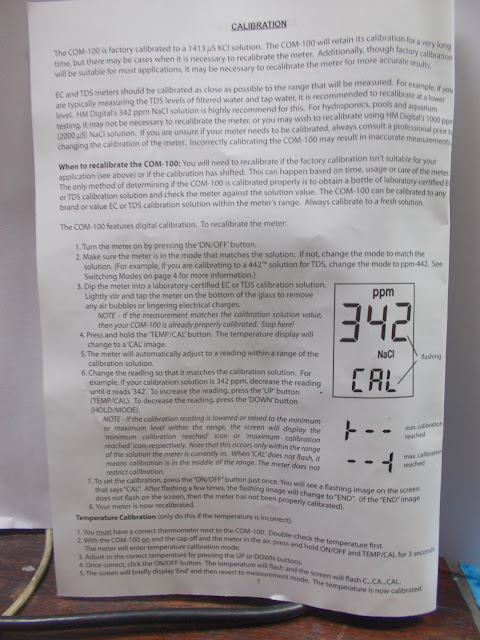 CALIBRATION
The COM-100 is factory calibrated to a 1413 µS KCl solution. The COM-100 will retain its calibration for a very long
time, but there may be cases when it is necessary to recalibrate the meter. Additionally, though factory calibration
will be suitable for most applications, it may be necessary to recalibrate the meter for more accurate results.
EC and TDS meters should be calibrated as close as possible to the range that will be measured. For example, if you
are typically measuring the TDS levels of filtered water and tap water, it is recommended to recalibrate at a lower
level. HM Digital's 342 ppm NaCl solution is highly recommend for this. For hydroponics, pools and aquarium
testing, it may not be necessary to recalibrate the meter, or you may wish to recalibrate using HM Digital's 1000 ppm
(2000 µS) NaCl solution. If you are unsure if your meter needs to be calibrated, always consult a professional prior to
changing the calibration of the meter. Incorrectly calibrating the COM-100 may result in inaccurate measurements.
When to recalibrate the COM-100: You will need to recalibrate if the factory calibration isn't suitable for your
application (see above) or if the calibration has shifted. This can happen based on time, usage or care of the meter.
The only method of determining if the COM-100 is calibrated properly is to obtain a bottle of laboratory-certified E
or TDS calibration solution and check the meter against the solution value. The COM-100 can be calibrated to any
brand or value EC or TDS calibration solution within the meter's range. Always calibrate to a fresh solution.
The COM-100 features digital calibration. To recalibrate the meter:
1. Turn the meter on by pressing the 'ON/OFF' button.
2. Make sure the meter is in the mode that matches the solution. If not, change the mode to match the
solution. (For example, if you are calibrating to a 442™ solution for TDS, change the mode to ppm-442. See
Switching Modes on page 4 for more information.)
3. Dip the meter into a laboratory-certified EC or TDS calibration solution.
Lightly stir and tap the meter on the bottom of the glass to remove
any air bubbles or lingering electrical charges.
NOTE - If the measurement matches the calibration solution value,
then your COM-100 is already properly calibrated. Stop here!
4. Press and hold the 'TEMP/CAL' button. The temperature display will
change to a 'CAL' image.
5. The meter will automatically adjust to a reading within a range of the
calibration solution.
6. Change the reading so that it matches the calibration solution. For
example, if your calibration solution is 342 ppm, decrease the reading
until it reads '342'. To increase the reading, press the 'UP' button
(TEMP/CAL). To decrease the reading, press the 'DOWN' button
(HOLD/MODE).
NOTE - If the calibration reading is lowered or raised to the minimum
or maximum level within the range, the screen will display the
'minimum calibration reached' icon or 'maximum calibration
reached' icon, respectively. Note that this occurs only within the range
of the solution the meter is currently in. When 'CAL' does not flash, it
means calibration is in the middle of the range. The meter does not
restrict calibration.
ppm
342
NaCl
CAL
flashing
min. calibration
reached
max. calibration
reached
7. To set the calibration, press the "ON/OFF" button just once. You will see a flashing image on the screen
that says "CAL". After flashing a few times, the flashing image will change to "END". (If the "END" image
does not flash on the screen, then the meter has not been properly calibrated).
8. Your meter is now recalibrated.
Temperature Calibration (only do this if the temperature is incorrect):
1. You must have a correct thermometer next to the COM-100. Double-check the temperature first.
2. With the COM-100 on and the cap off and the meter in the air, press and hold ON/OFF and TEMP/CAL for 3 seconds
The meter will enter temperature calibration mode.
3. Adjust to the correct temperature by pressing the UP or DOWN buttons.
4. Once correct, click the ON/OFF button. The temperature will flash and the screen will flash C...CA...CAL.
5. The screen will briefly display 'End' and then revert to measurement mode. The temperature is now calibrated.
7